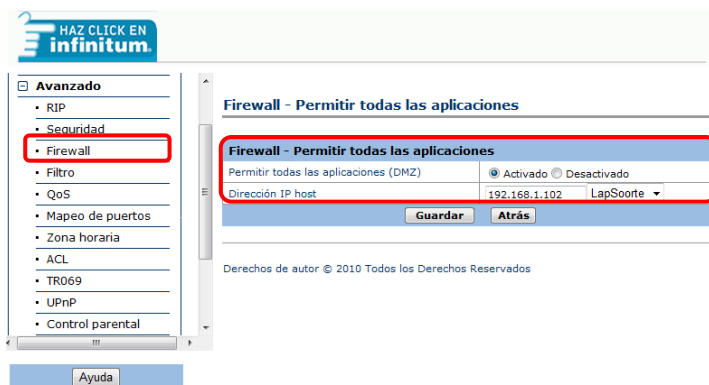 HAZ CLICK EN
infinitum.
Avanzado
RIP
Seguridad
Firewall
Filtro
QoS
Mapeo de puertos
Zona horaria
ACL
TR069
UPnP
Control parental
Ayuda
Firewall - Permitir todas las aplicaciones
Firewall - Permitir todas las aplicaciones
Permitir todas las aplicaciones (DMZ) Activado Desactivado
Dirección IP host 192.168.1.102 LapSoorte
Guardar Atrás
Derechos de autor © 2010 Todos los Derechos Reservados